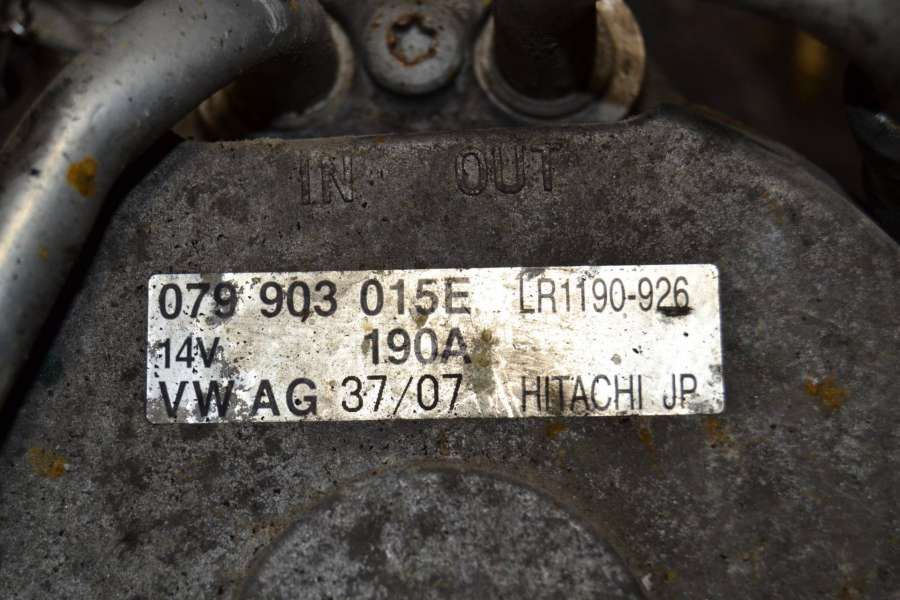 IN OUT
079 903 015E LR1190-926
14V 190A
VW AG 37/07 HITACHI JP